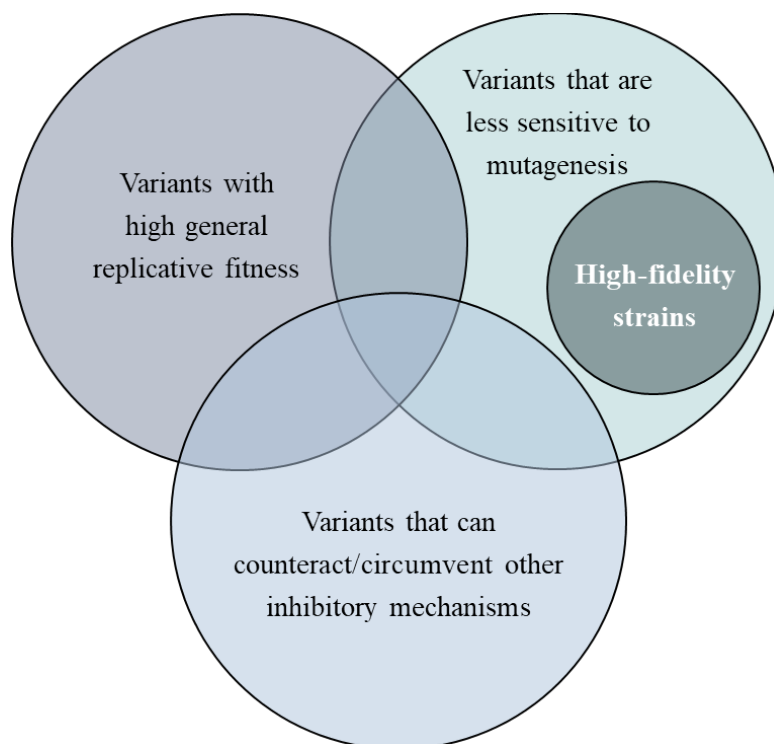 Variants that are
less sensitive to
mutagenesis
Variants with
high general
replicative fitness
High-fidelity
strains
Variants that can
counteract/circumvent other
inhibitory mechanisms